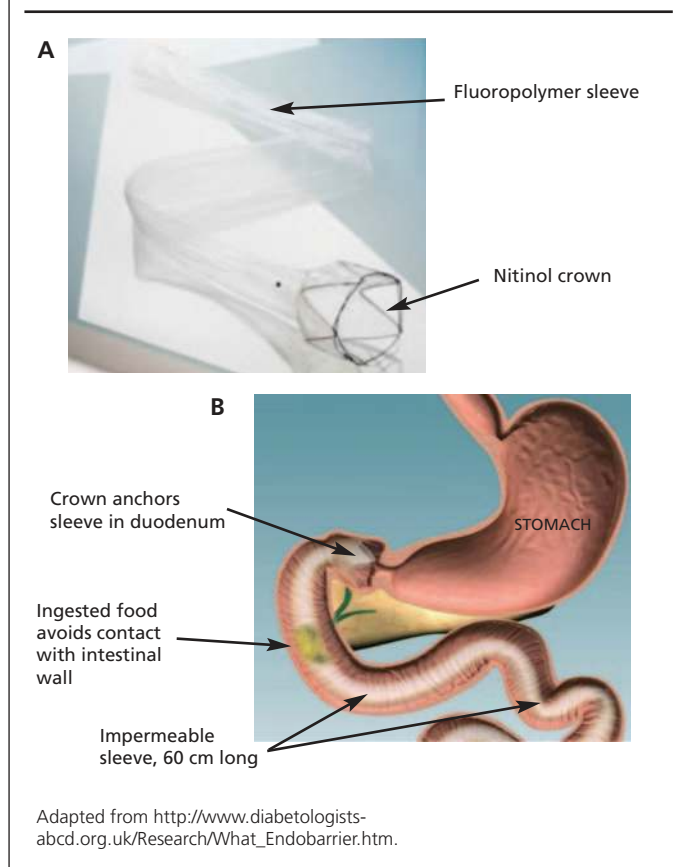 A
Fluoropolymer sleeve
Nitinol crown
B
Crown anchors
sleeve in duodenum
STOMACH
Ingested food
avoids contact
with intestinal
wall
Impermeable
sleeve, 60 cm long
Adapted from http://www.diabetologists-
abcd.org.uk/Research/What_Endobarrier.htm.